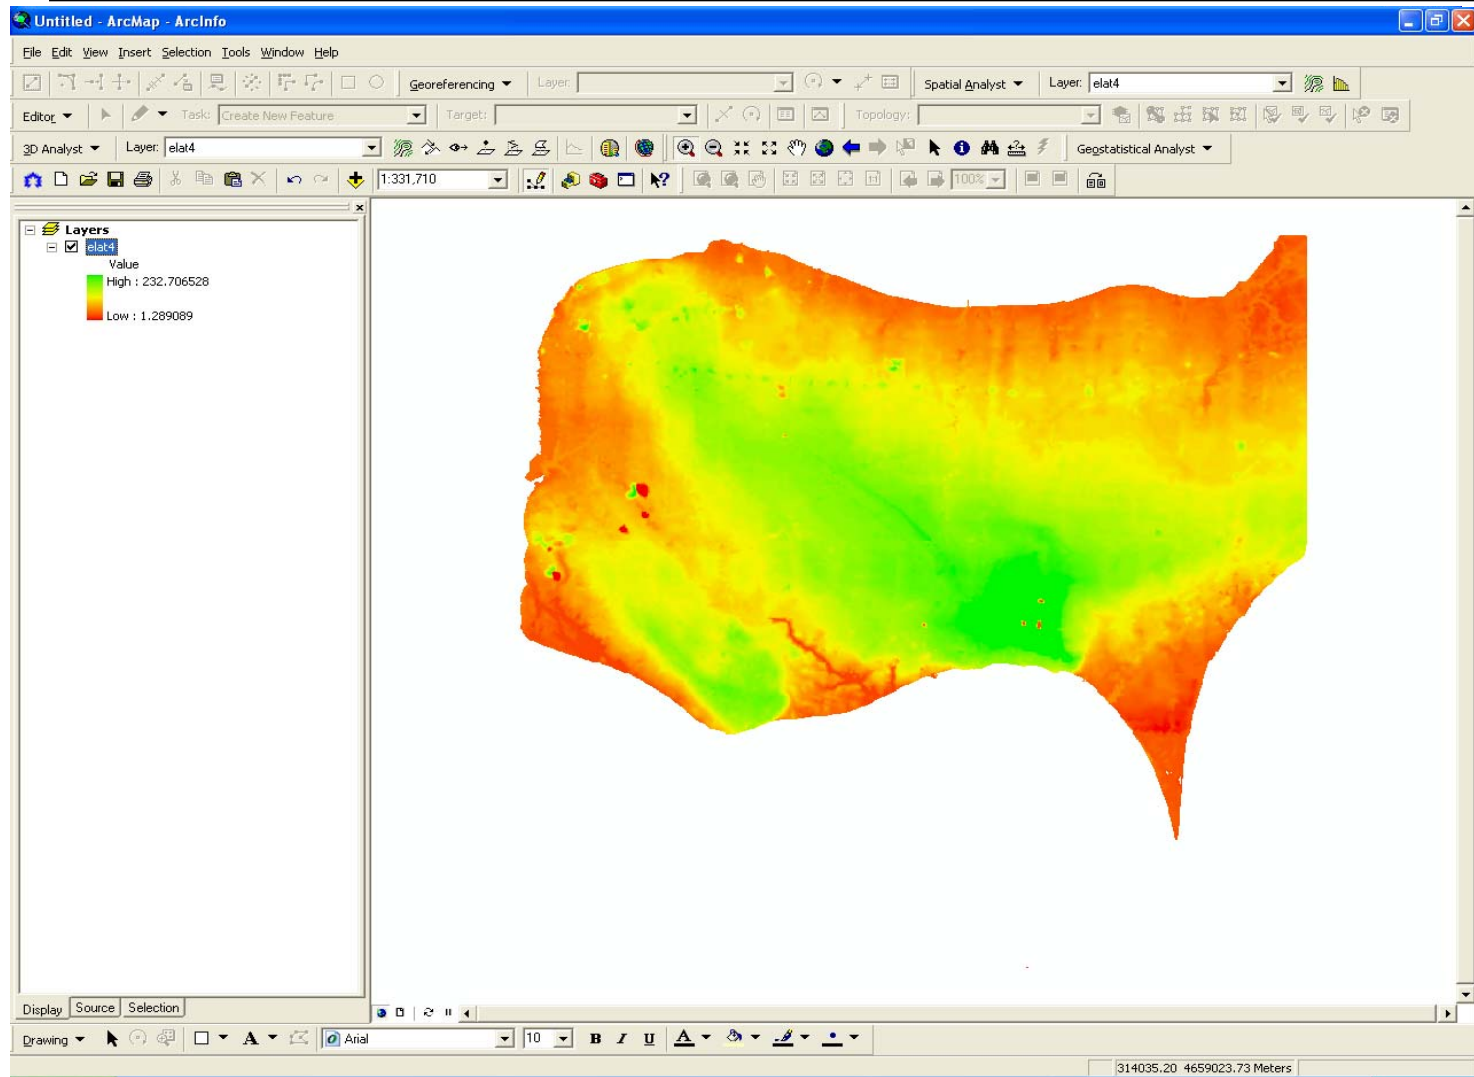 Untitled - ArcMap - ArcInfo
File Edit View Insert Selection Tools Window Help
Georeferencing Layer: Spatial Analyst Layer: elat4
Editor Task: Create New Feature Target: Topology:
3D Analyst Layer: elat4 Geostatistical Analyst
1:331,710 100%
Layers
elat4
Value
High : 232.706528
Low : 1.289089
Display Source Selection
Drawing A Arial 10 B I U A
314035.20 4659023.73 Meters